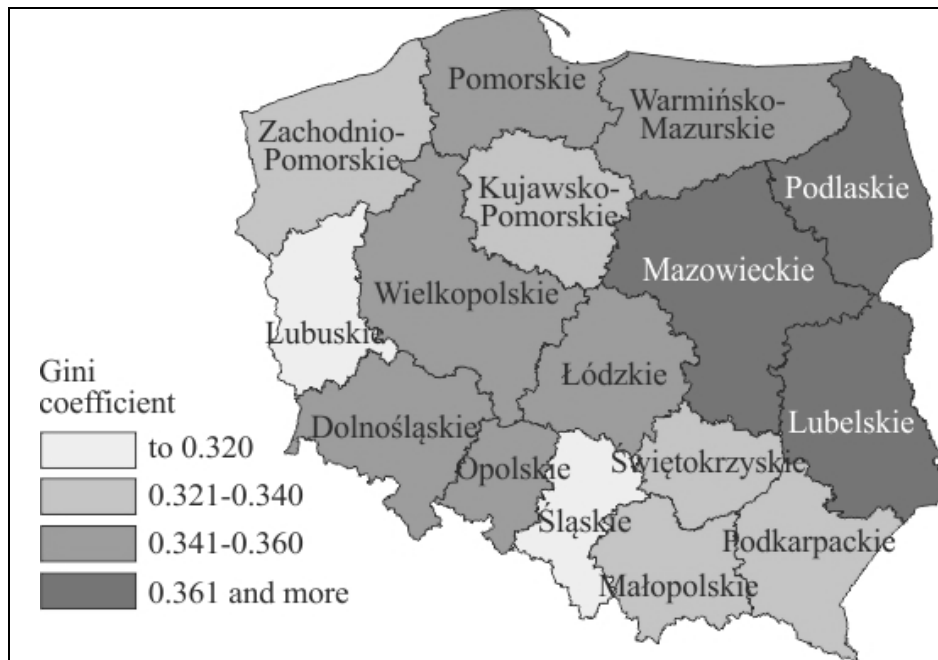 Pomorskie
Warmińsko-
Mazurskie
Zachodnio-
Pomorskie
Kujawsko-
Pomorskie
Podlaskie
Mazowieckie
Wielkopolskie
Lubuskie
Łódzkie
Gini
coefficient
to 0.320
0.321-0.340
0.341-0.360
0.361 and more
Dolnośląskie
Lubelskie
Opolskie
Świętokrzyskie
Śląskie
Podkarpackie
Małopolskie